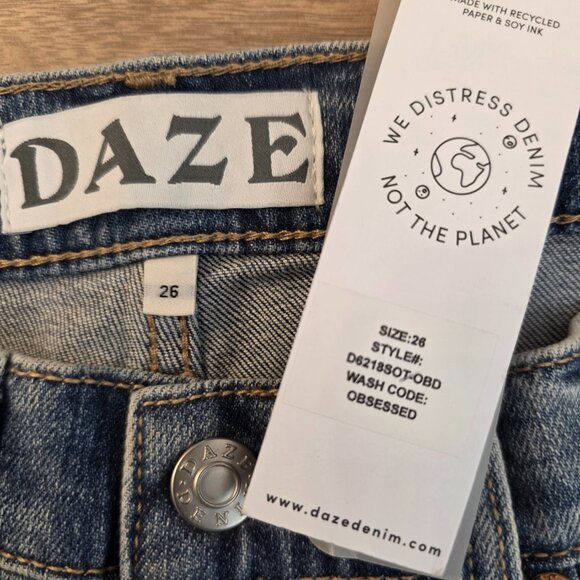 MADE WITH RECYCLED
PAPER & SOY INK
WE DISTRESS DENIM
NOT THE PLANET
DAZE
26
SIZE:26
STYLE#:
D6218SOT-OBD
WASH CODE:
OBSESSED
DAZE
DENIM
www.dazedenim.com